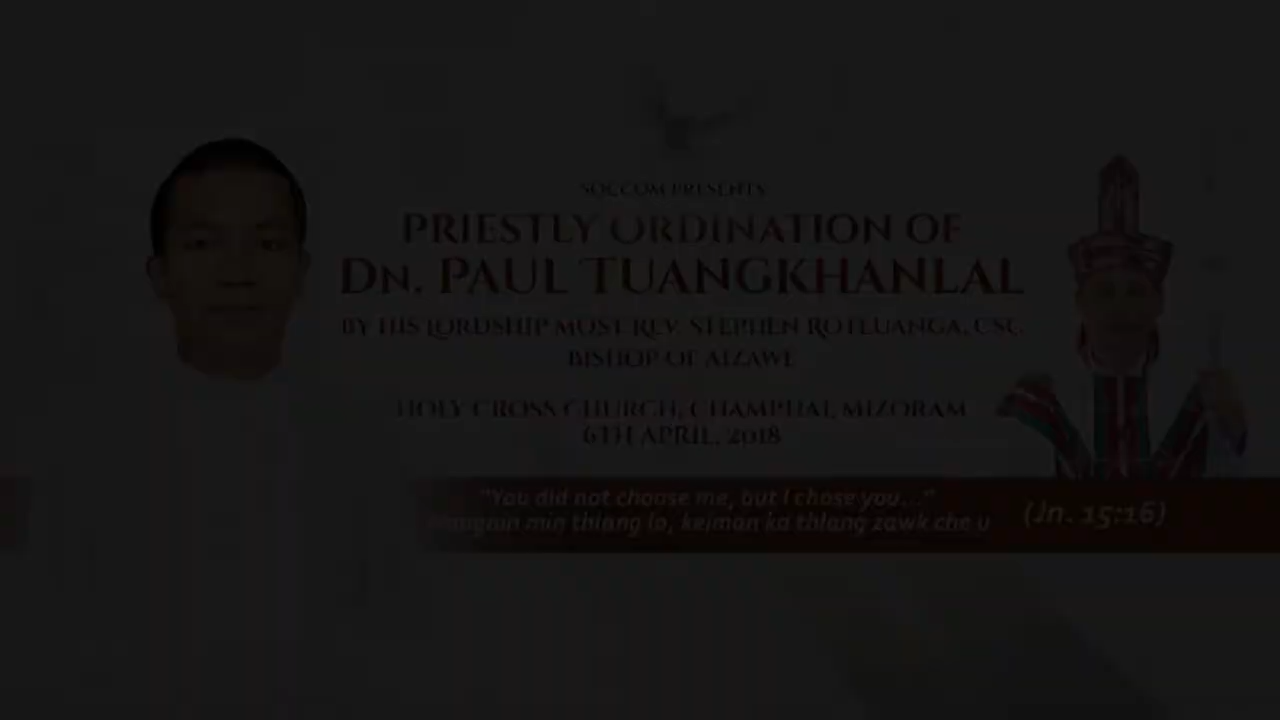 SOCCOM PRESENTS
PRIESTLY ORDINATION OF
DN. PAUL TUANGKHANLAL
BY HIS LORDSHIP MOST REV. STEPHEN ROTLUANGA, CSC
BISHOP OF AIZAWL
HOLY CROSS CHURCH, CHAMPHAI, MIZORAM
6TH APRIL, 2018
"You did not choose me, but I chose you..."
min thlang lo, keiman ka thlang zawk che u
(Jn. 15:16)